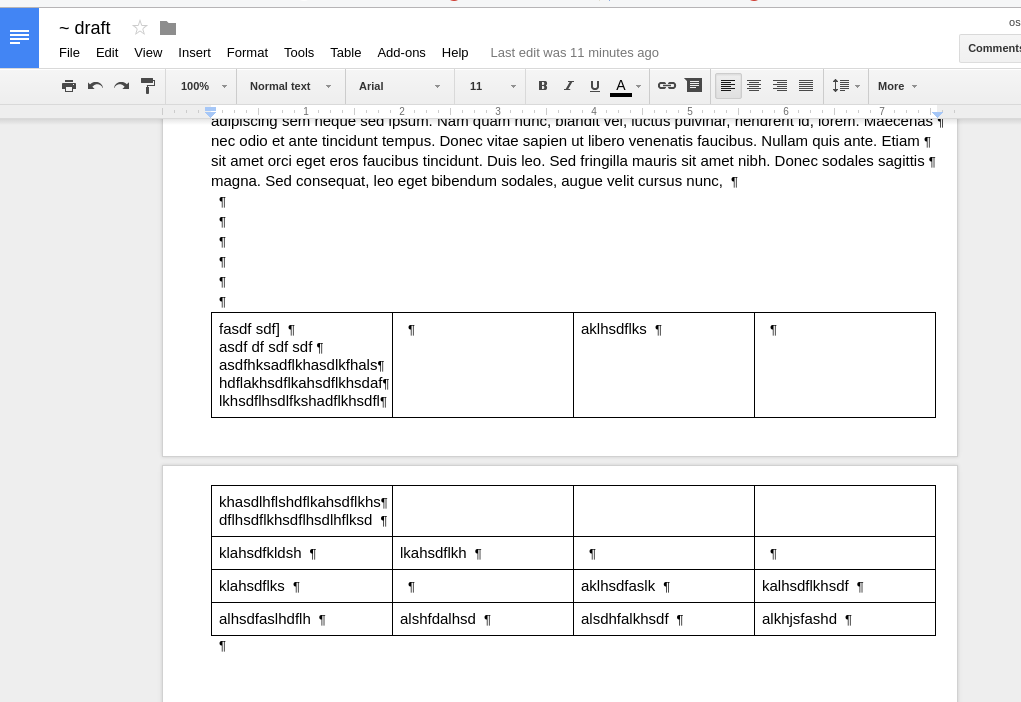 ~ draft
os
File Edit View Insert Format Tools Table Add-ons Help Last edit was 11 minutes ago
Comments
100% Normal text Arial 11 B I U A More
1 2 3 4 5 6 7
adipiscing sem neque sed ipsum. Nam quam nunc, blandit vel, luctus pulvinar, hendrerit id, lorem. Maecenas ¶
nec odio et ante tincidunt tempus. Donec vitae sapien ut libero venenatis faucibus. Nullam quis ante. Etiam ¶
sit amet orci eget eros faucibus tincidunt. Duis leo. Sed fringilla mauris sit amet nibh. Donec sodales sagittis ¶
magna. Sed consequat, leo eget bibendum sodales, augue velit cursus nunc, ¶
¶
¶
¶
¶
¶
¶
fasdf sdf] ¶ ¶ aklhsdflks ¶ ¶
asdf df sdf sdf ¶
asdfhksadflkhasdlkfhals¶
hdflakhsdflkahsdflkhsdaf¶
lkhsdflhsdlfkshadflkhsdfl¶
khasdlhflshdflkahsdflkhs¶
dflhsdflkhsdflhsdlhflksd ¶
klahsdfkldsh ¶ lkahsdflkh ¶ ¶ ¶
klahsdflks ¶ ¶ aklhsdfaslk ¶ kalhsdflkhsdf ¶
alhsdfaslhdflh ¶ alshfdalhsd ¶ alsdhfalkhsdf ¶ alkhjsfashd ¶
¶